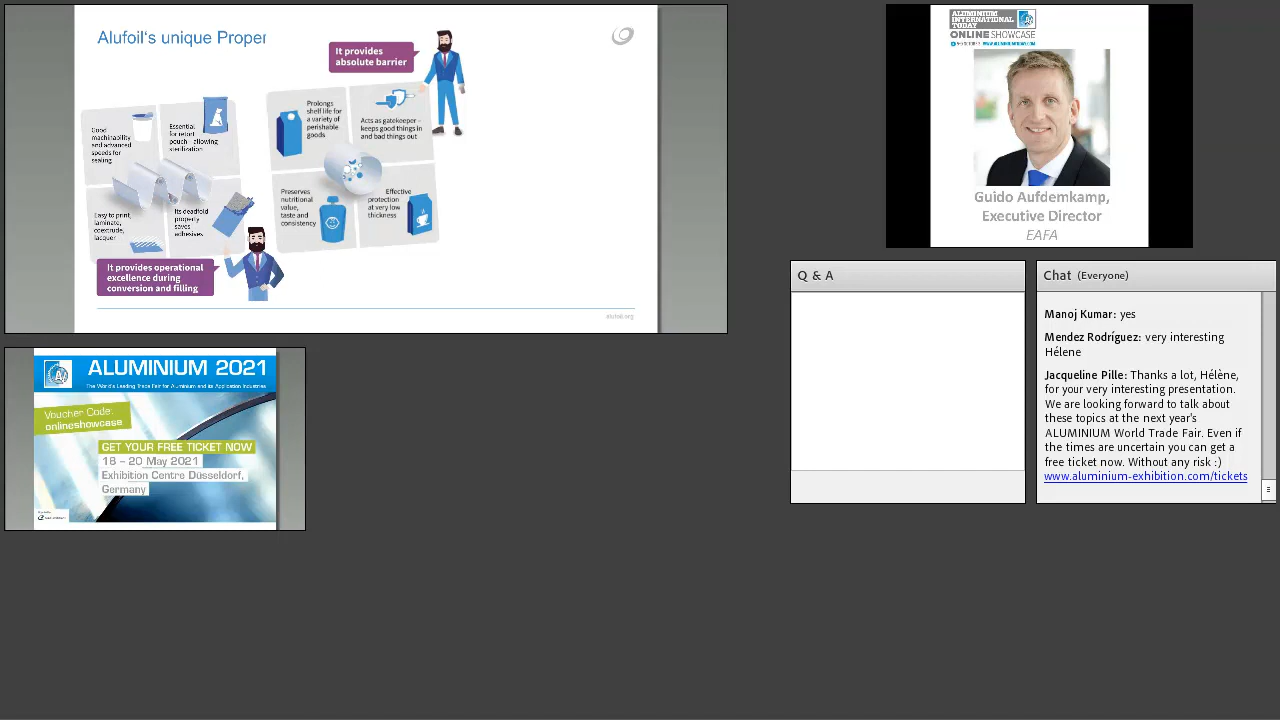 Alufoil's unique Proper
It provides
absolute barrier
Good
machinability
and advanced
speeds for
sealing
Essential
for retort
pouch - allowing
sterilization
Easy to print,
laminate,
coextrude,
lacquer
Its deadfold
property
saves
adhesives
It provides operational
excellence during
conversion and filling
Prolongs
shelf life for
a variety of
perishable
goods
Acts as gatekeeper -
keeps good things in
and bad things out
Preserves
nutritional
value,
taste and
consistency
Effective
protection
at very low
thickness
alufoil.org
ALUMINIUM
INTERNATIONAL
TODAY
ONLINE SHOWCASE
WWW.ALUMINIUMTODAY.COM
Guido Aufdemkamp,
Executive Director
EAFA
ALUMINIUM 2021
The World's Leading Trade Fair for Aluminium and its Application Industries
Voucher Code:
onlineshowcase
GET YOUR FREE TICKET NOW
18 – 20 May 2021
Exhibition Centre Düsseldorf,
Germany
Q & A
Chat (Everyone)
Manoj Kumar: yes
Mendez Rodríguez: very interesting
Hélene
Jacqueline Pille: Thanks a lot, Hélène,
for your very interesting presentation.
We are looking forward to talk about
these topics at the next year's
ALUMINIUM World Trade Fair. Even if
the times are uncertain you can get a
free ticket now. Without any risk :)
www.aluminium-exhibition.com/tickets